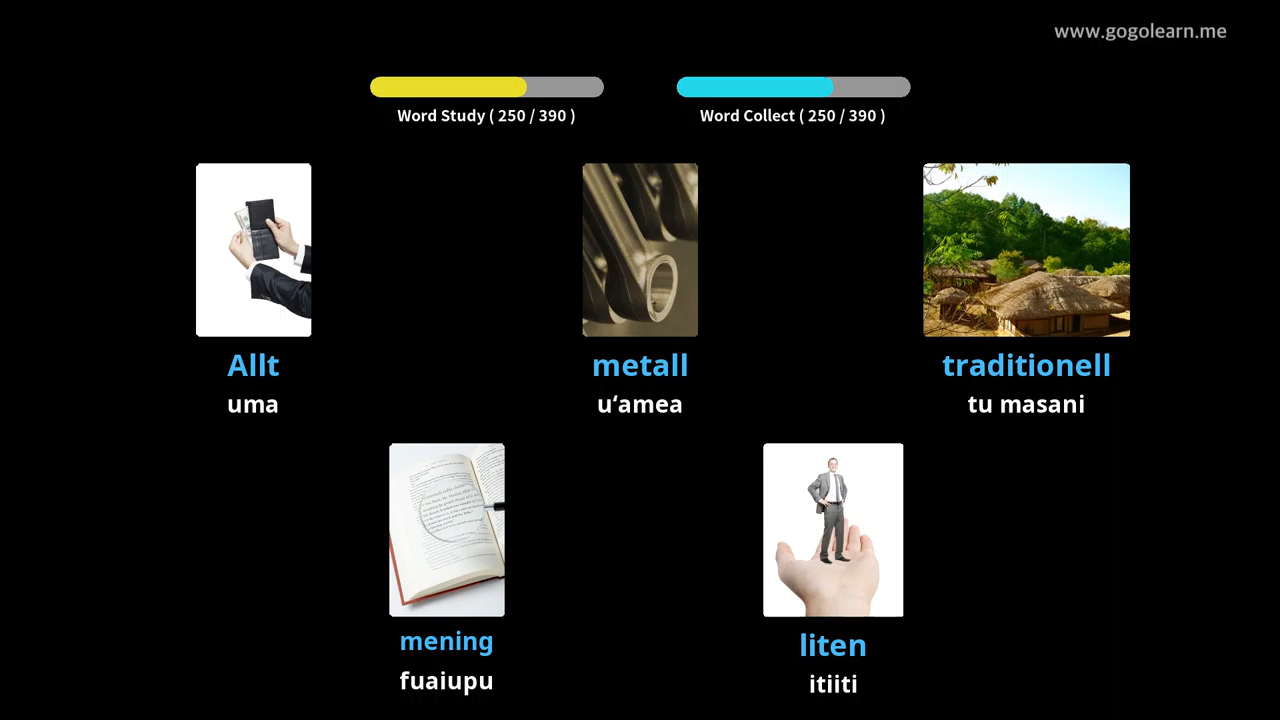 www.gogolearn.me
Word Study ( 250 / 390 )
Word Collect ( 250 / 390 )
Allt
uma
metall
u‘amea
traditionell
tu masani
mening
fuaiupu
liten
itiiti